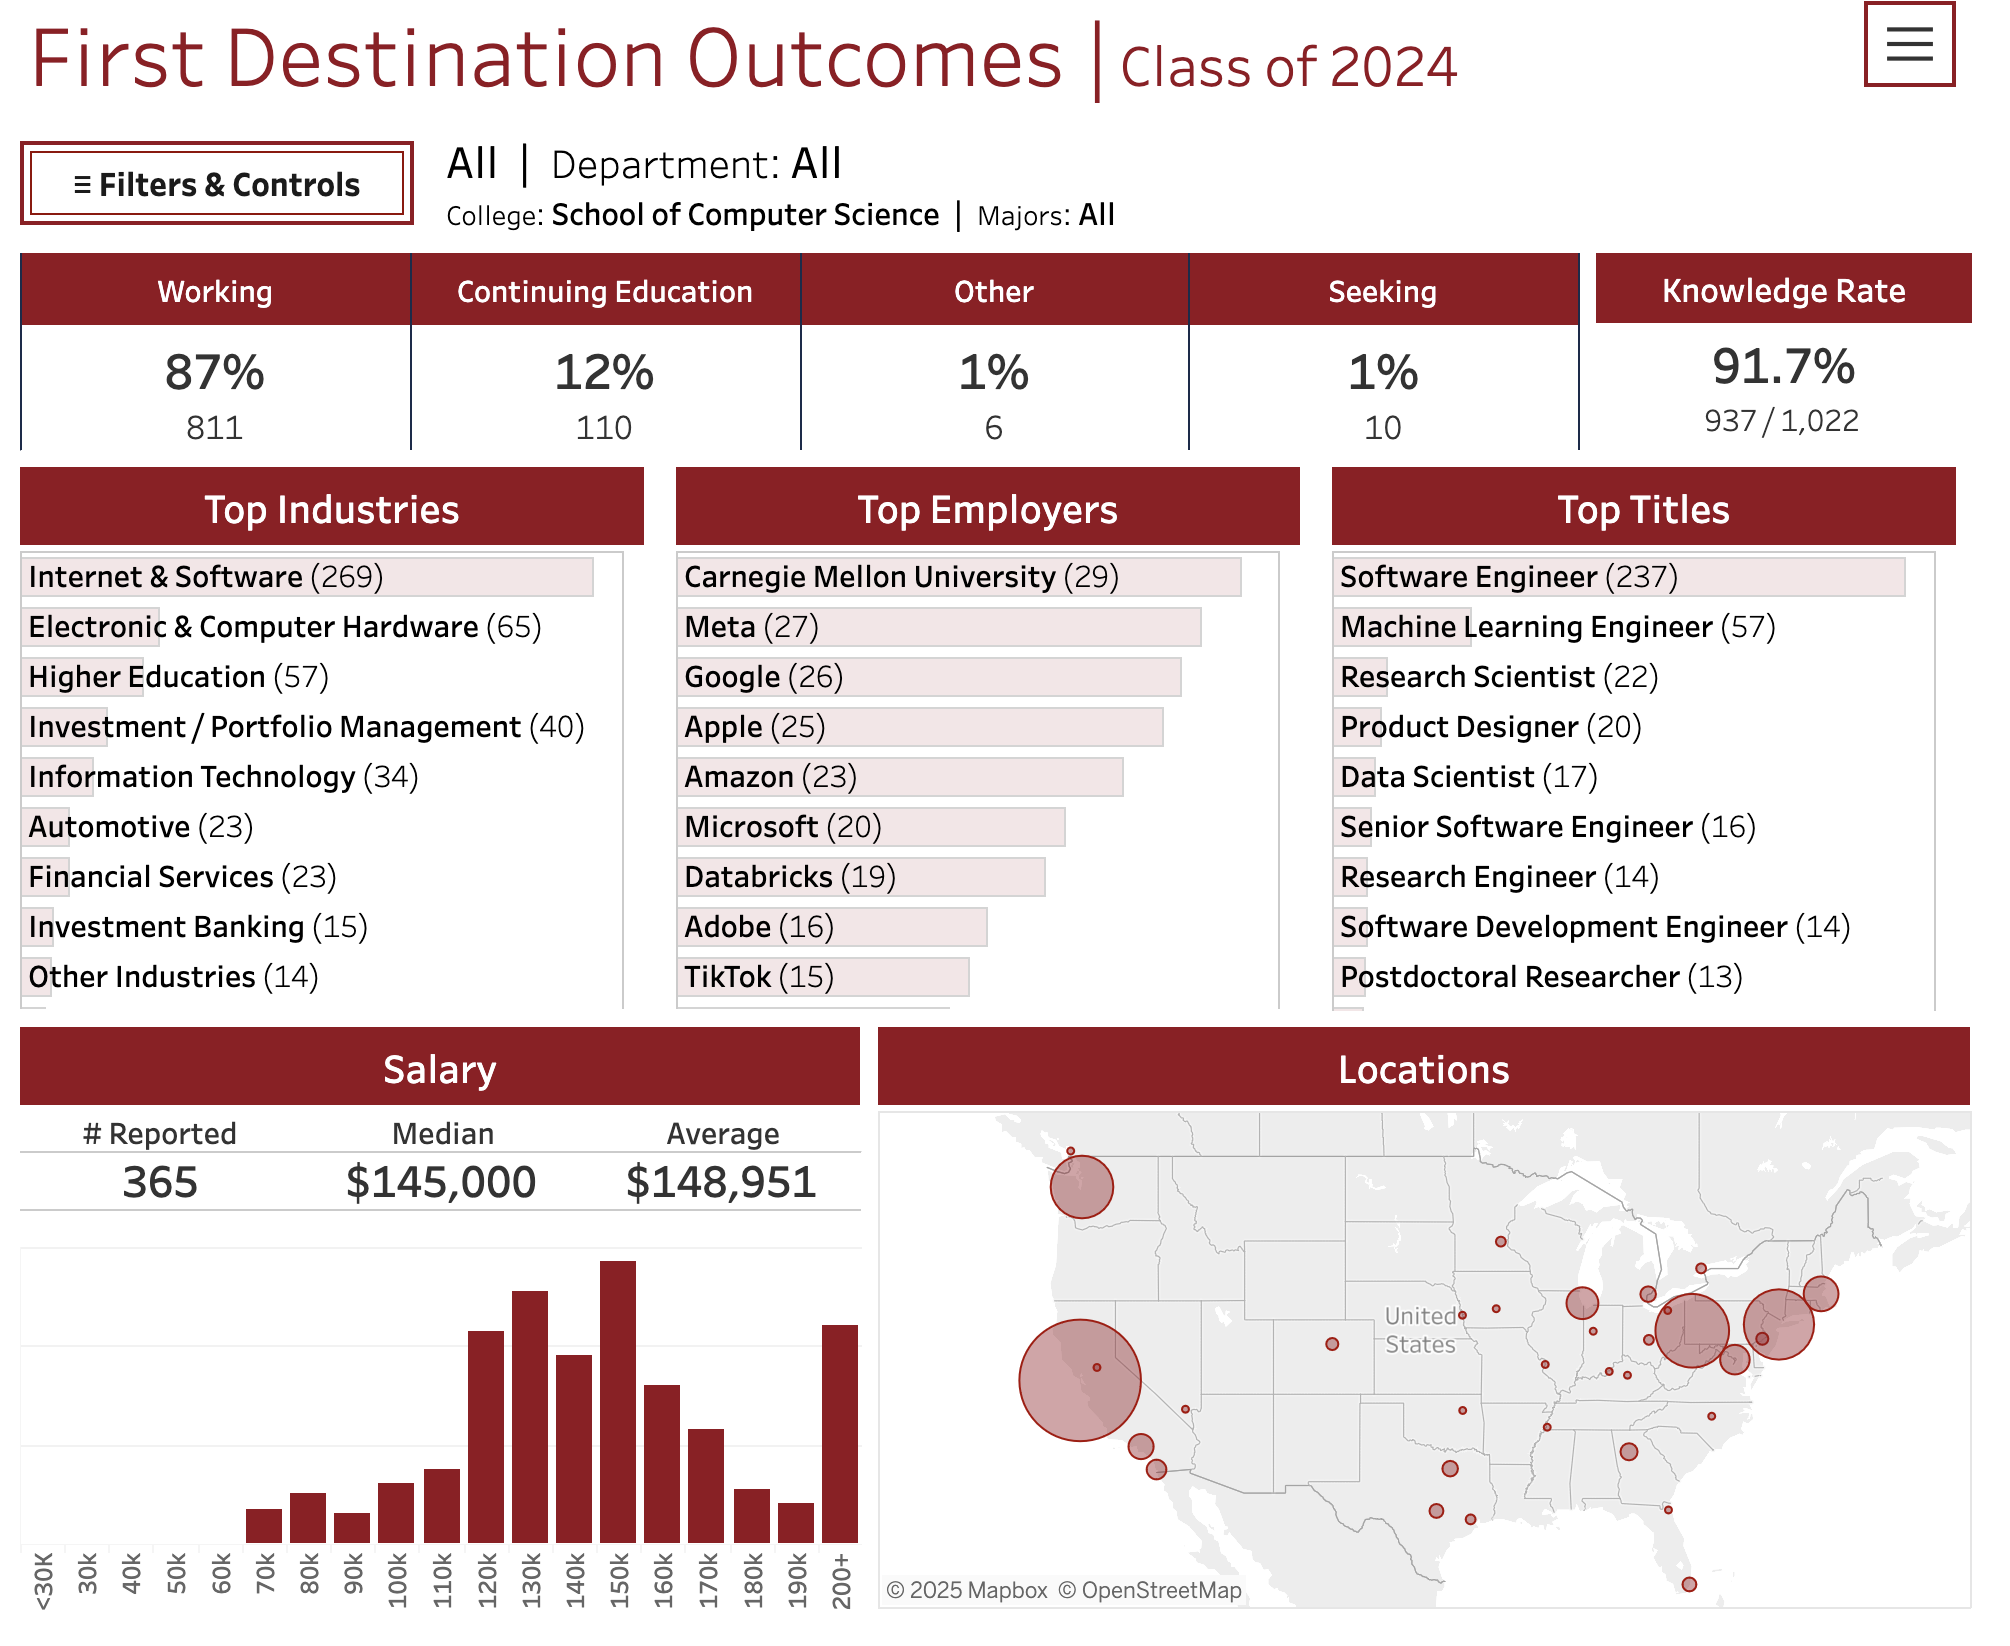 First Destination Outcomes | Class of 2024
≡ Filters & Controls
All | Department: All
College: School of Computer Science | Majors: All
Working
Continuing Education
Other
Seeking
Knowledge Rate
87%
12%
1%
1%
91.7%
811
110
6
10
937 / 1,022
Top Industries
Internet & Software (269)
Electronic & Computer Hardware (65)
Higher Education (57)
Investment / Portfolio Management (40)
Information Technology (34)
Automotive (23)
Financial Services (23)
Investment Banking (15)
Other Industries (14)
Top Employers
Carnegie Mellon University (29)
Meta (27)
Google (26)
Apple (25)
Amazon (23)
Microsoft (20)
Databricks (19)
Adobe (16)
TikTok (15)
Top Titles
Software Engineer (237)
Machine Learning Engineer (57)
Research Scientist (22)
Product Designer (20)
Data Scientist (17)
Senior Software Engineer (16)
Research Engineer (14)
Software Development Engineer (14)
Postdoctoral Researcher (13)
Salary
# Reported
Median
Average
365
$145,000
$148,951
<30K
30k
40k
50k
60k
70k
80k
90k
100k
110k
120k
130k
140k
150k
160k
170k
180k
190k
200+
Locations
United
States
© 2025 Mapbox © OpenStreetMap